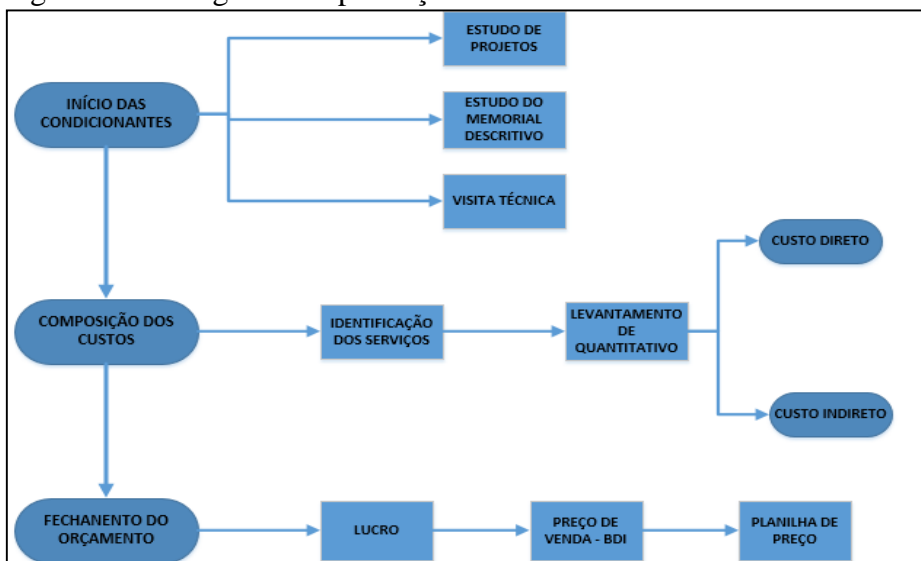 ESTUDO DE
PROJETOS
INÍCIO DAS
CONDICIONANTES
ESTUDO DO
MEMORIAL
DESCRITIVO
VISITA TÉCNICA
CUSTO DIRETO
COMPOSIÇÃO DOS
CUSTOS
IDENTIFICAÇÃO
DOS SERVIÇOS
LEVANTAMENTO
DE
QUANTITATIVO
CUSTO INDIRETO
FECHANENTO DO
ORÇAMENTO
LUCRO
PREÇO DE
VENDA - BDI
PLANILHA DE
PREÇO